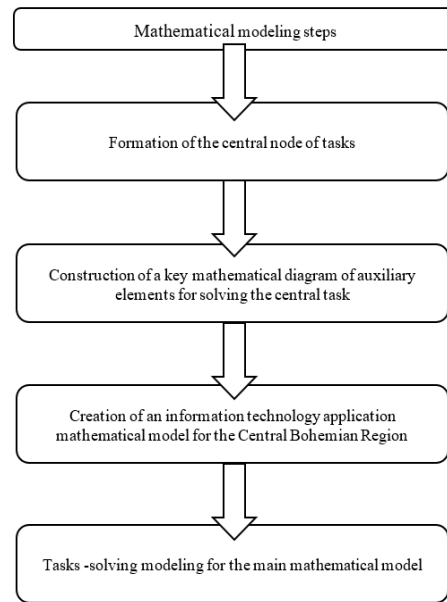 Mathematical modeling steps
Formation of the central node of tasks
Construction of a key mathematical diagram of auxiliary
elements for solving the central task
Creation of an information technology application
mathematical model for the Central Bohemian Region
Tasks -solving modeling for the main mathematical model